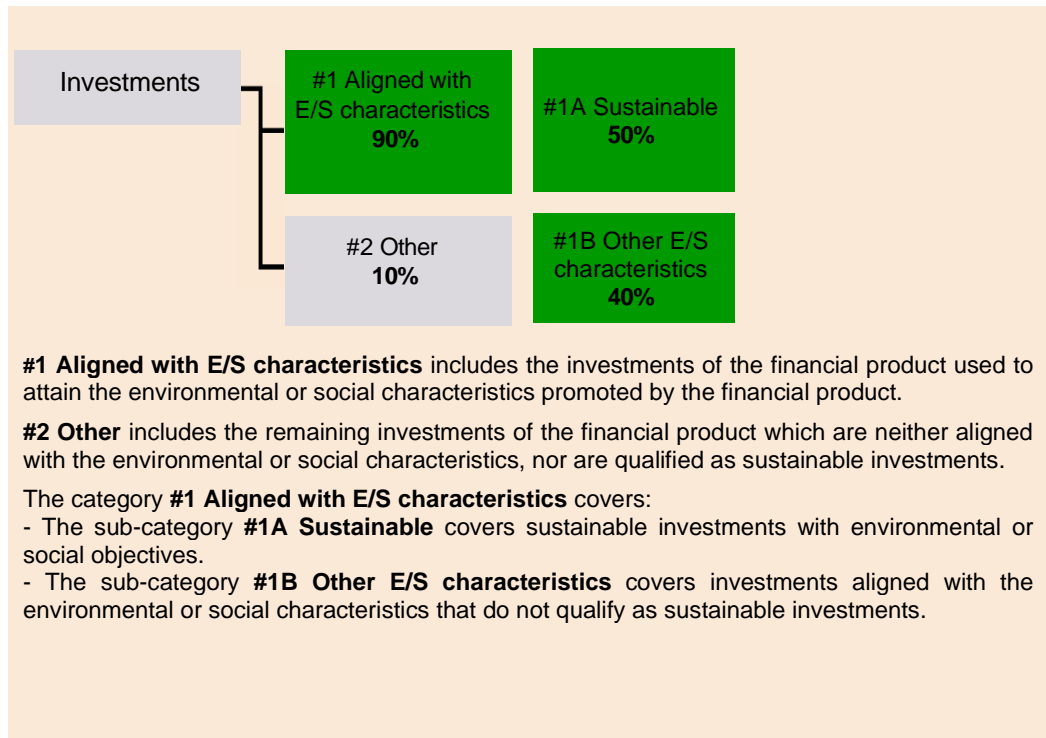 Investments
#1 Aligned with
E/S characteristics
90%
#1A Sustainable
50%
#2 Other
10%
#1B Other E/S
characteristics
40%
#1 Aligned with E/S characteristics includes the investments of the financial product used to
attain the environmental or social characteristics promoted by the financial product.
#2 Other includes the remaining investments of the financial product which are neither aligned
with the environmental or social characteristics, nor are qualified as sustainable investments.
The category #1 Aligned with E/S characteristics covers:
- The sub-category #1A Sustainable covers sustainable investments with environmental or
social objectives.
- The sub-category #1B Other E/S characteristics covers investments aligned with the
environmental or social characteristics that do not qualify as sustainable investments.